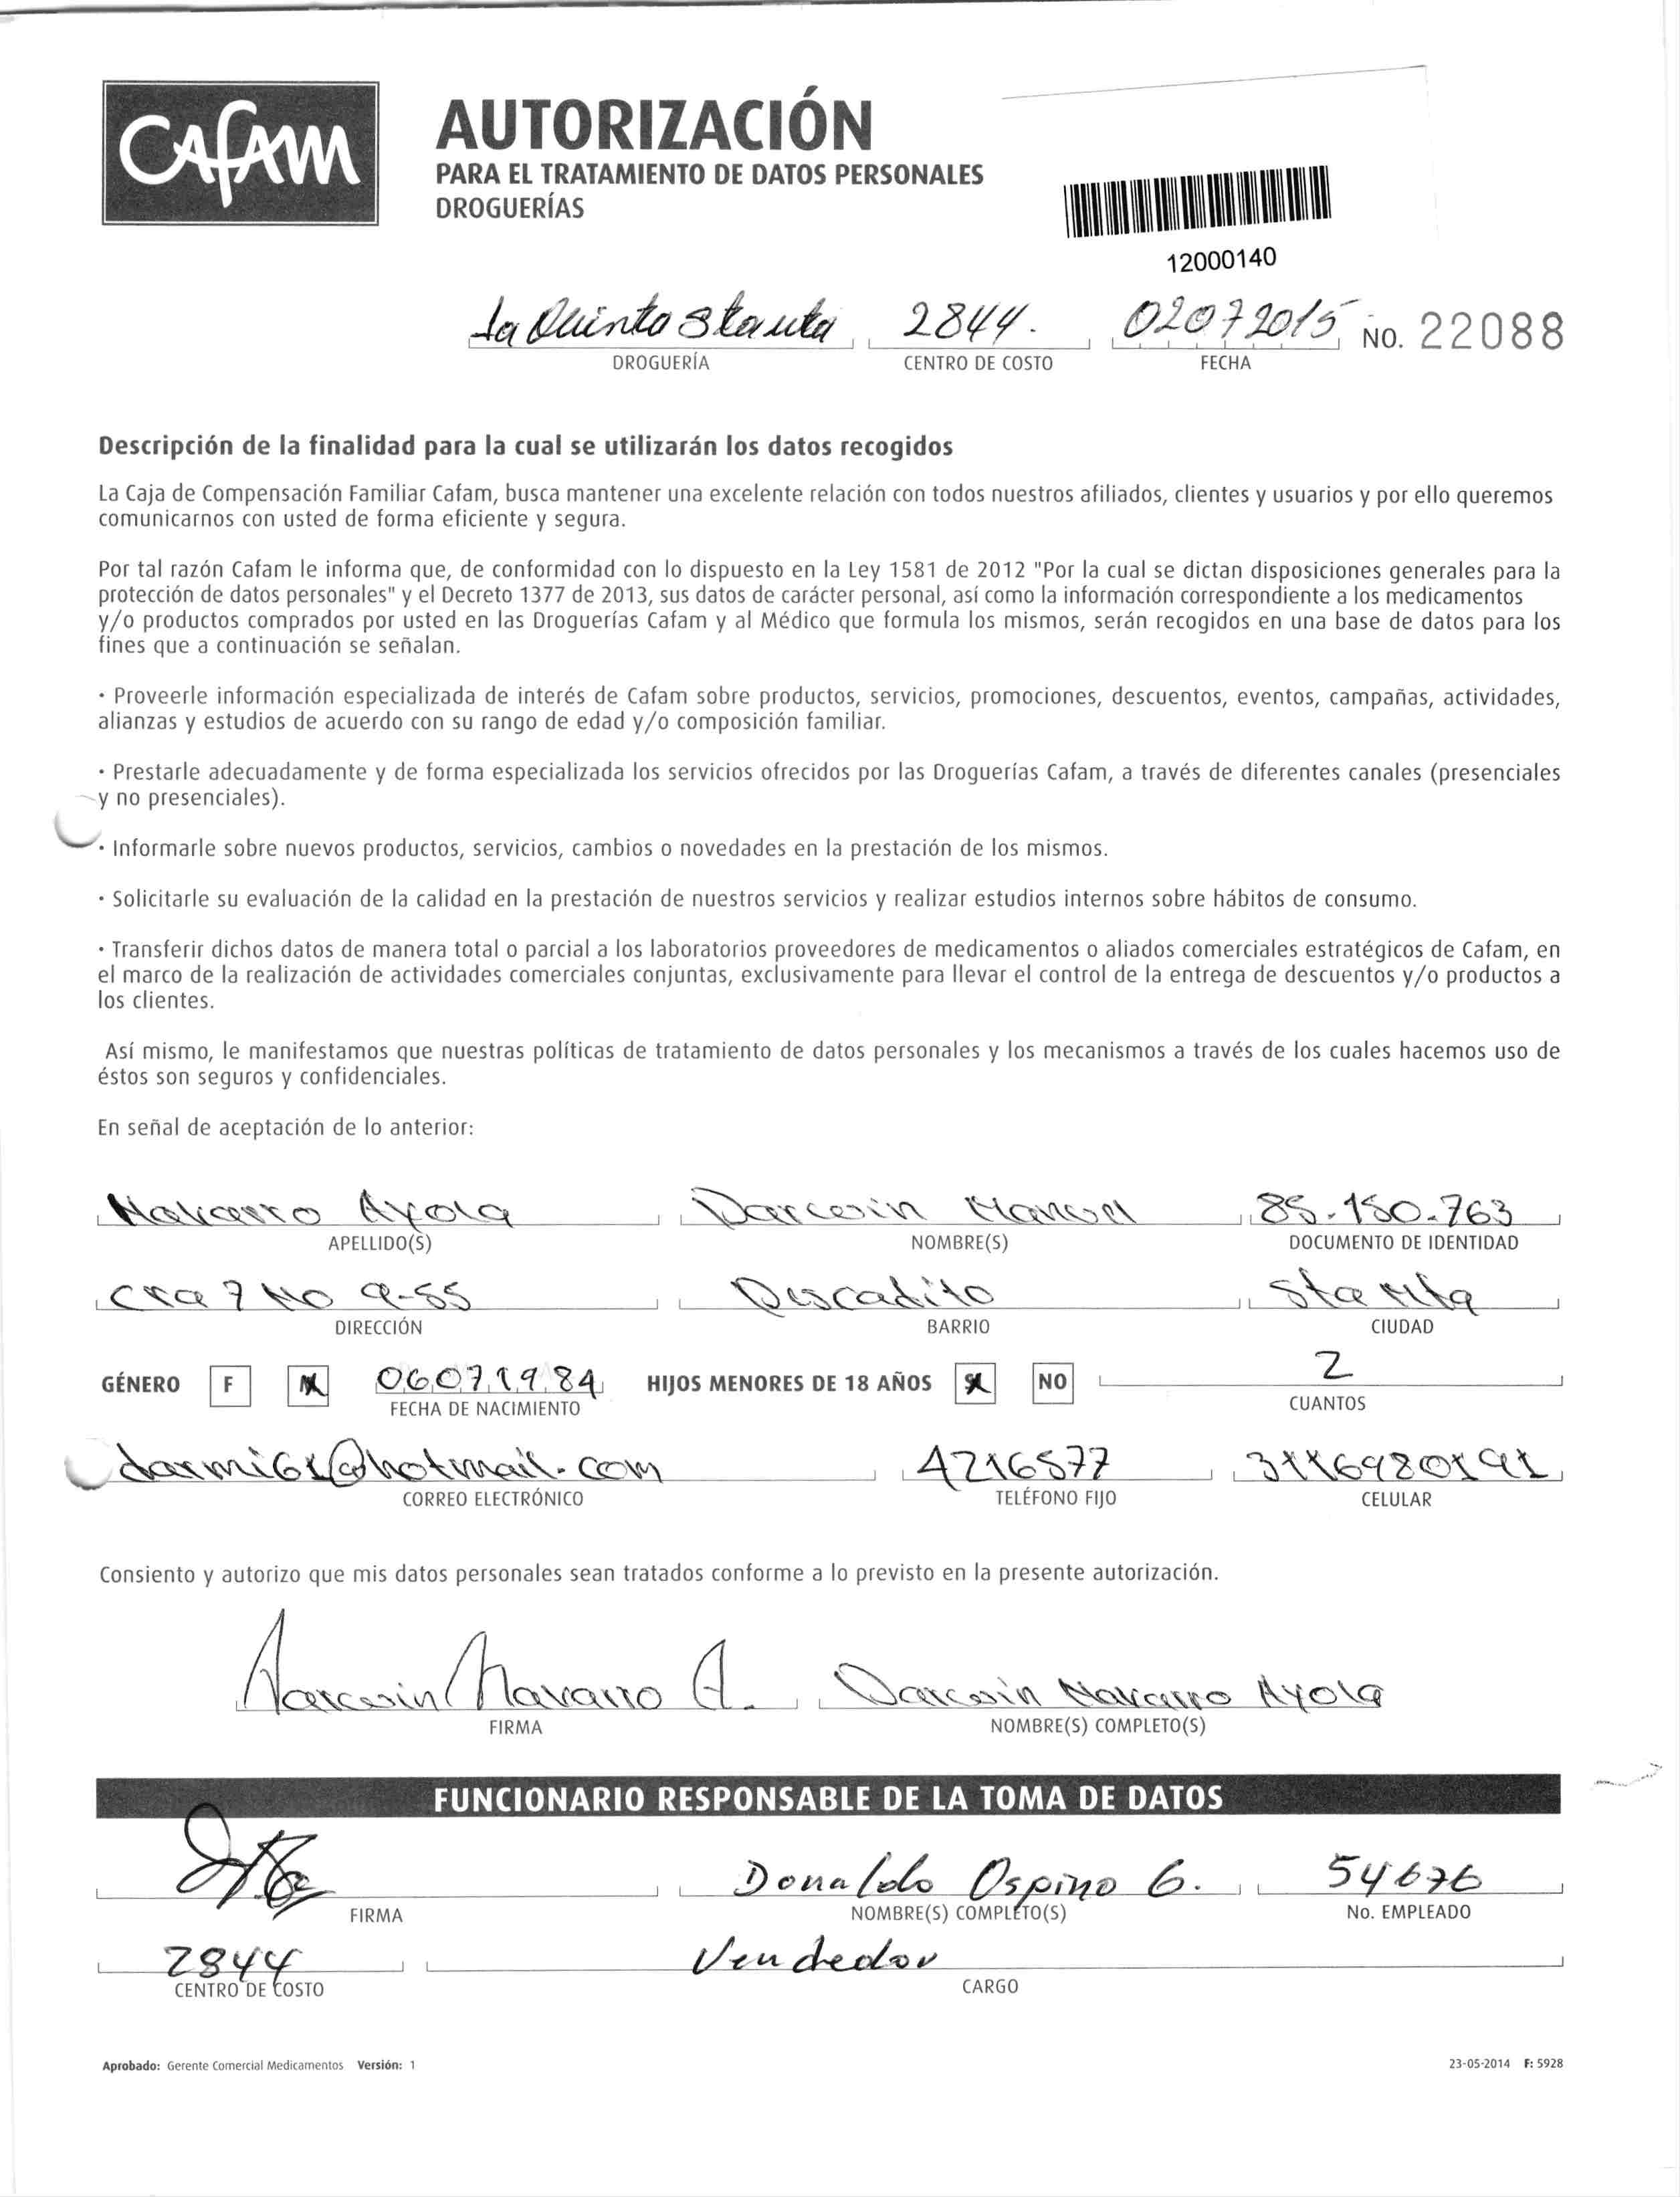 Cafam
AUTORIZACIÓN
PARA EL TRATAMIENTO DE DATOS PERSONALES
DROGUERÍAS
12000140
La Quinta Sta Mta 2844. 02072015 No. 22088
DROGUERÍA CENTRO DE COSTO FECHA
Descripción de la finalidad para la cual se utilizarán los datos recogidos
La Caja de Compensación Familiar Cafam, busca mantener una excelente relación con todos nuestros afiliados, clientes y usuarios y por ello queremos
comunicarnos con usted de forma eficiente y segura.
Por tal razón Cafam le informa que, de conformidad con lo dispuesto en la Ley 1581 de 2012 "Por la cual se dictan disposiciones generales para la
protección de datos personales" y el Decreto 1377 de 2013, sus datos de carácter personal, así como la información correspondiente a los medicamentos
y/o productos comprados por usted en las Droguerías Cafam y al Médico que formula los mismos, serán recogidos en una base de datos para los
fines que a continuación se señalan.
· Proveerle información especializada de interés de Cafam sobre productos, servicios, promociones, descuentos, eventos, campañas, actividades,
alianzas y estudios de acuerdo con su rango de edad y/o composición familiar.
· Prestarle adecuadamente y de forma especializada los servicios ofrecidos por las Droguerías Cafam, a través de diferentes canales (presenciales
y no presenciales).
· Informarle sobre nuevos productos, servicios, cambios o novedades en la prestación de los mismos.
· Solicitarle su evaluación de la calidad en la prestación de nuestros servicios y realizar estudios internos sobre hábitos de consumo.
· Transferir dichos datos de manera total o parcial a los laboratorios proveedores de medicamentos o aliados comerciales estratégicos de Cafam, en
el marco de la realización de actividades comerciales conjuntas, exclusivamente para llevar el control de la entrega de descuentos y/o productos a
los clientes.
Así mismo, le manifestamos que nuestras políticas de tratamiento de datos personales y los mecanismos a través de los cuales hacemos uso de
éstos son seguros y confidenciales.
En señal de aceptación de lo anterior:
Navarro Ayola Darcesin Manuel 85.150.763
APELLIDO(S) NOMBRE(S) DOCUMENTO DE IDENTIDAD
Cra 7 No 9-55 Pescadito Sta Mta
DIRECCIÓN BARRIO CIUDAD
GÉNERO F M 06071984 HIJOS MENORES DE 18 AÑOS SI NO 2
FECHA DE NACIMIENTO CUANTOS
darmi61@hotmail.com 4216577 3116980191
CORREO ELECTRÓNICO TELÉFONO FIJO CELULAR
Consiento y autorizo que mis datos personales sean tratados conforme a lo previsto en la presente autorización.
Darcesin Navarro A. Darcesin Navarro Ayola
FIRMA NOMBRE(S) COMPLETO(S)
FUNCIONARIO RESPONSABLE DE LA TOMA DE DATOS
Donaldo Ospino G. 54676
FIRMA NOMBRE(S) COMPLETO(S) No. EMPLEADO
2844 Vendedor
CENTRO DE COSTO CARGO
Aprobado: Gerente Comercial Medicamentos Versión: 1 23-05-2014 F: 5928